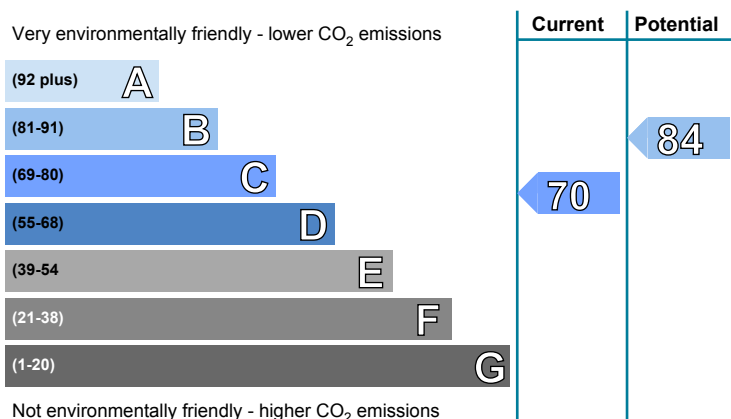 Current Potential
Very environmentally friendly - lower CO2 emissions
(92 plus) A
(81-91) B
84
(69-80) C
70
(55-68) D
(39-54 E
(21-38) F
(1-20) G
Not environmentally friendly - higher CO2 emissions